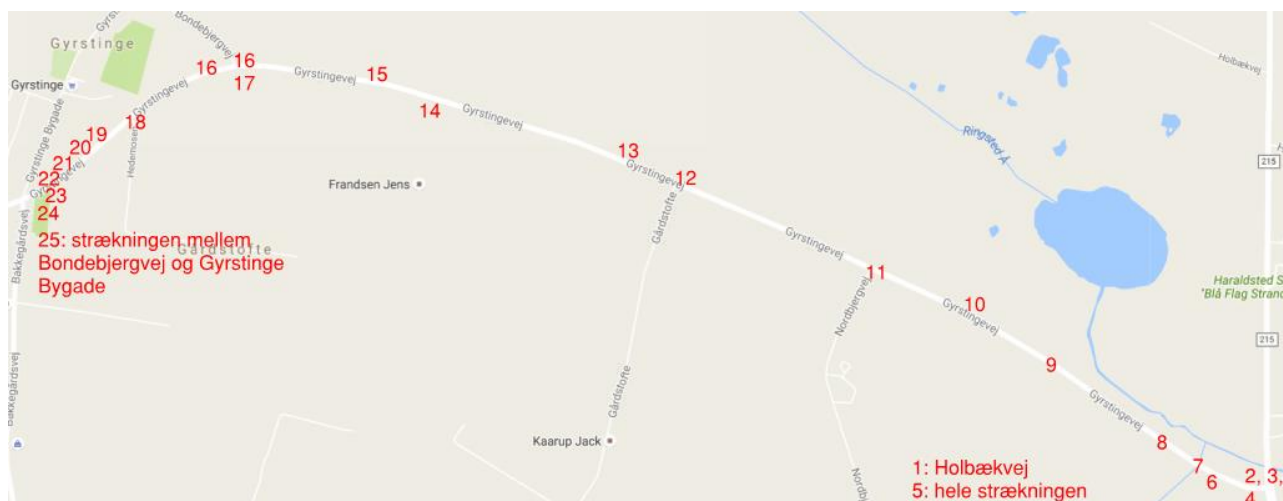 Gyrstinge
Bondebjergvej
Holbækvej
16
16
17
15
Gyrstinge
Gyrstingevej
Gyrstingevej
14
Gyrstingevej
18
19
20
21
22
23
24
Gyrstinge Bygade
Gyrstingevej
13
Gyrstingevej
12
Ringsted Å
215
Frandsen Jens
25: strækningen mellem
Bondebjergvej og Gyrstinge
Bygade
Gårdstofte
Bakkegårdsvej
Gårdstofte
Gyrstingevej
11
Nordbjergvej
10
Gyrstingevej
Haraldsted S
"Blå Flag Strand
215
9
Bakkegårdsvej
Gårdstofte
Gyrstingevej
Kaarup Jack
8
7
6
2, 3,
4
1: Holbækvej
5: hele strækningen